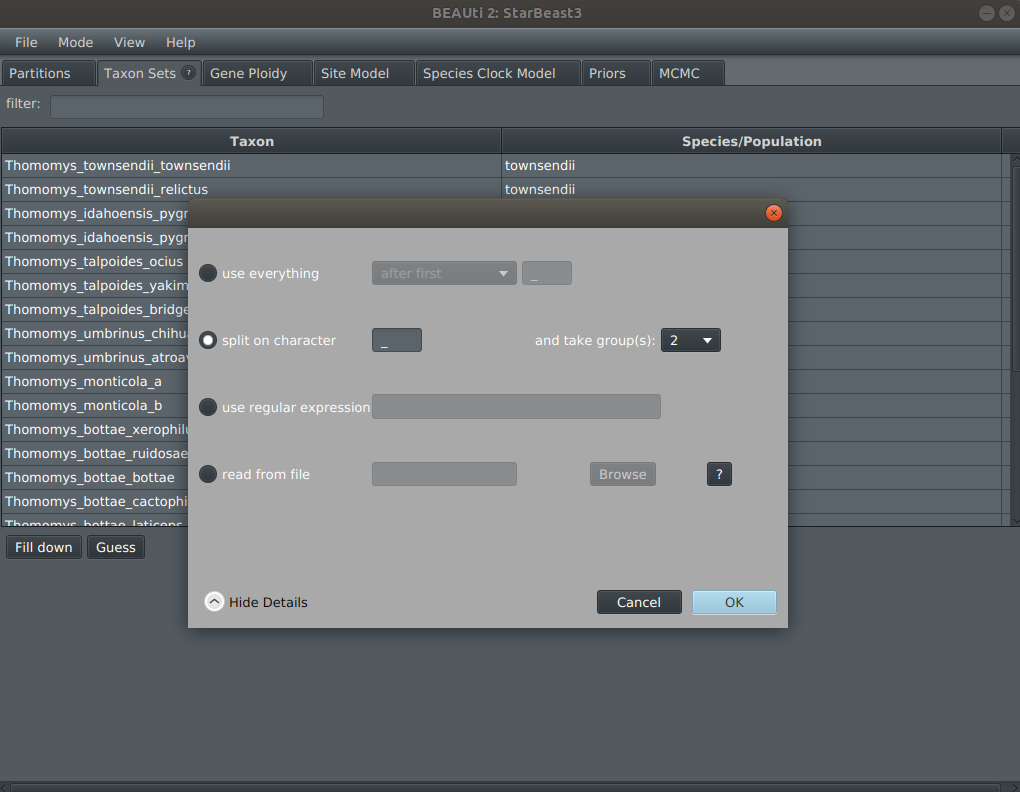 BEAUti 2: StarBeast3
File Mode View Help
Partitions Taxon Sets ? Gene Ploidy Site Model Species Clock Model Priors MCMC
filter:
Taxon Species/Population
Thomomys_townsendii_townsendii townsendii
Thomomys_townsendii_relictus townsendii
Thomomys_idahoensis_pygm
Thomomys_idahoensis_pygm
Thomomys_talpoides_ocius
Thomomys_talpoides_yakim
Thomomys_talpoides_bridge
Thomomys_umbrinus_chihua
Thomomys_umbrinus_atroav
Thomomys_monticola_a
Thomomys_monticola_b
Thomomys_bottae_xerophilu
Thomomys_bottae_ruidosae
Thomomys_bottae_bottae
Thomomys_bottae_cactophi
Thomomys_bottae_laticeps
use everything after first _
split on character _ and take group(s): 2
use regular expression
read from file Browse ?
Hide Details Cancel OK
Fill down Guess